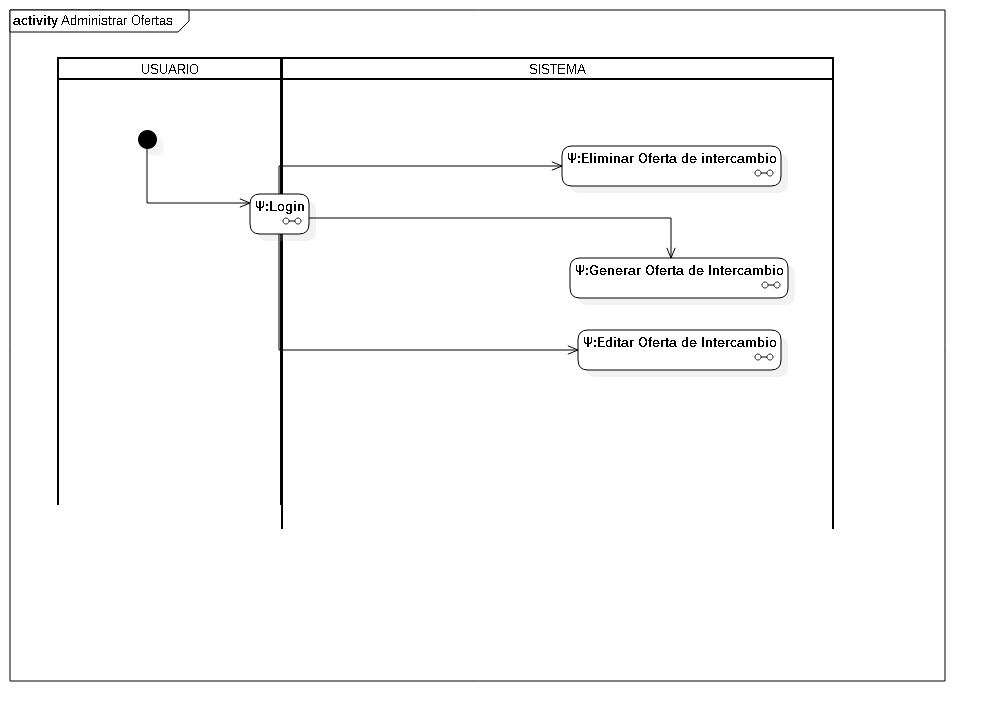 activity Administrar Ofertas
USUARIO
SISTEMA
Ψ:Eliminar Oferta de intercambio
Ψ:Login
Ψ:Generar Oferta de Intercambio
Ψ:Editar Oferta de Intercambio